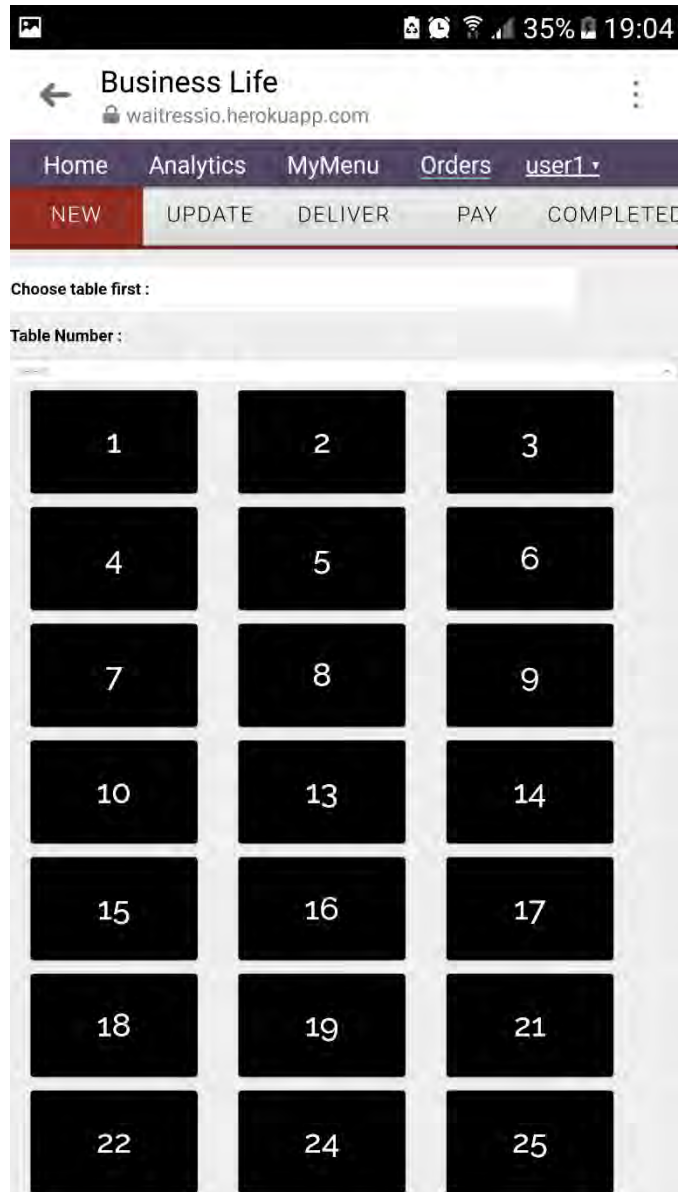 35% 19:04
Business Life
waitressio.herokuapp.com
Home Analytics MyMenu Orders user1
NEW UPDATE DELIVER PAY COMPLETED
Choose table first :
Table Number :
1 2 3
4 5 6
7 8 9
10 13 14
15 16 17
18 19 21
22 24 25